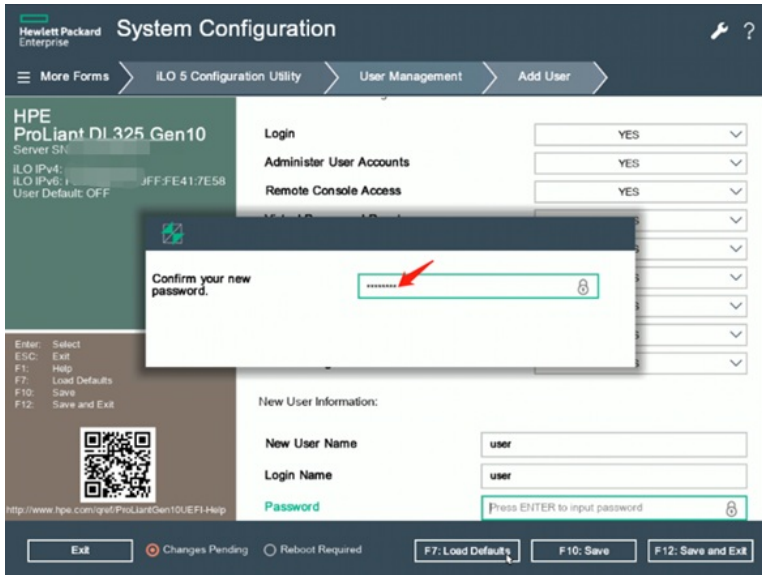 Hewlett Packard
Enterprise
System Configuration
?
More Forms
iLO 5 Configuration Utility
User Management
Add User
HPE
ProLiant DL325 Gen10
Server SN
iLO IPv4:
iLO IPv6: FF:FE41:7E58
User Default: OFF
Login YES
Administer User Accounts YES
Remote Console Access YES
Confirm your new
password.
********
Enter: Select
ESC: Exit
F1: Help
F7: Load Defaults
F10: Save
F12: Save and Exit
New User Information:
New User Name user
Login Name user
Password Press ENTER to input password
http://www.hpe.com/qref/ProLiantGen10UEFI-Help
Exit
Changes Pending
Reboot Required
F7: Load Defaults
F10: Save
F12: Save and Exit